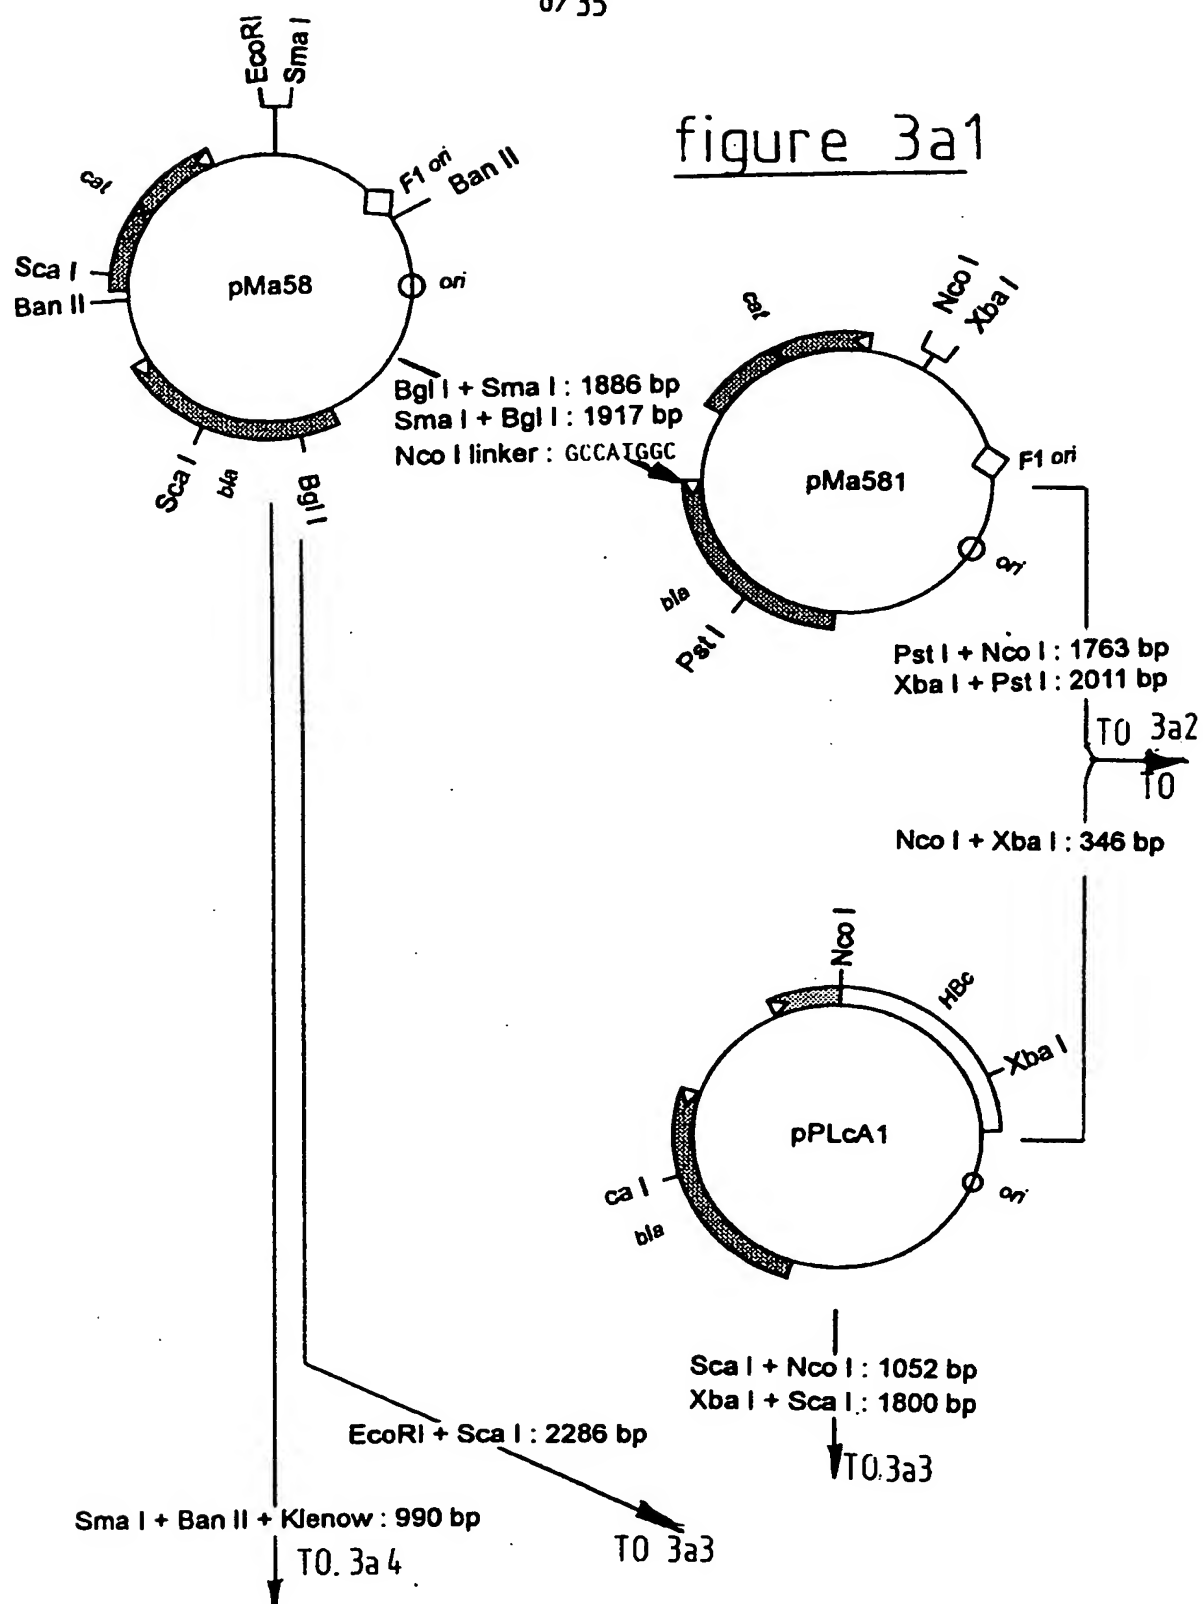 6/35
figure 3a1
EcoRI
Sma I
cat
F1 ori
Ban II
Sca I
Ban II
pMa58
ori
Sca I
bla
Bgl I
Bgl I + Sma I : 1886 bp
Sma I + Bgl I : 1917 bp
Nco I linker : GCCATGGC
cat
Nco I
Xba I
pMa581
F1 ori
ori
bla
Pst I
Pst I + Nco I : 1763 bp
Xba I + Pst I : 2011 bp
TO 3a2
TO
Nco I + Xba I : 346 bp
Nco I
HBc
Xba I
pPLcA1
ca I
bla
ori
Sca I + Nco I : 1052 bp
Xba I + Sca I : 1800 bp
TO.3a3
EcoRI + Sca I : 2286 bp
TO 3a3
Sma I + Ban II + Klenow : 990 bp
TO. 3a4